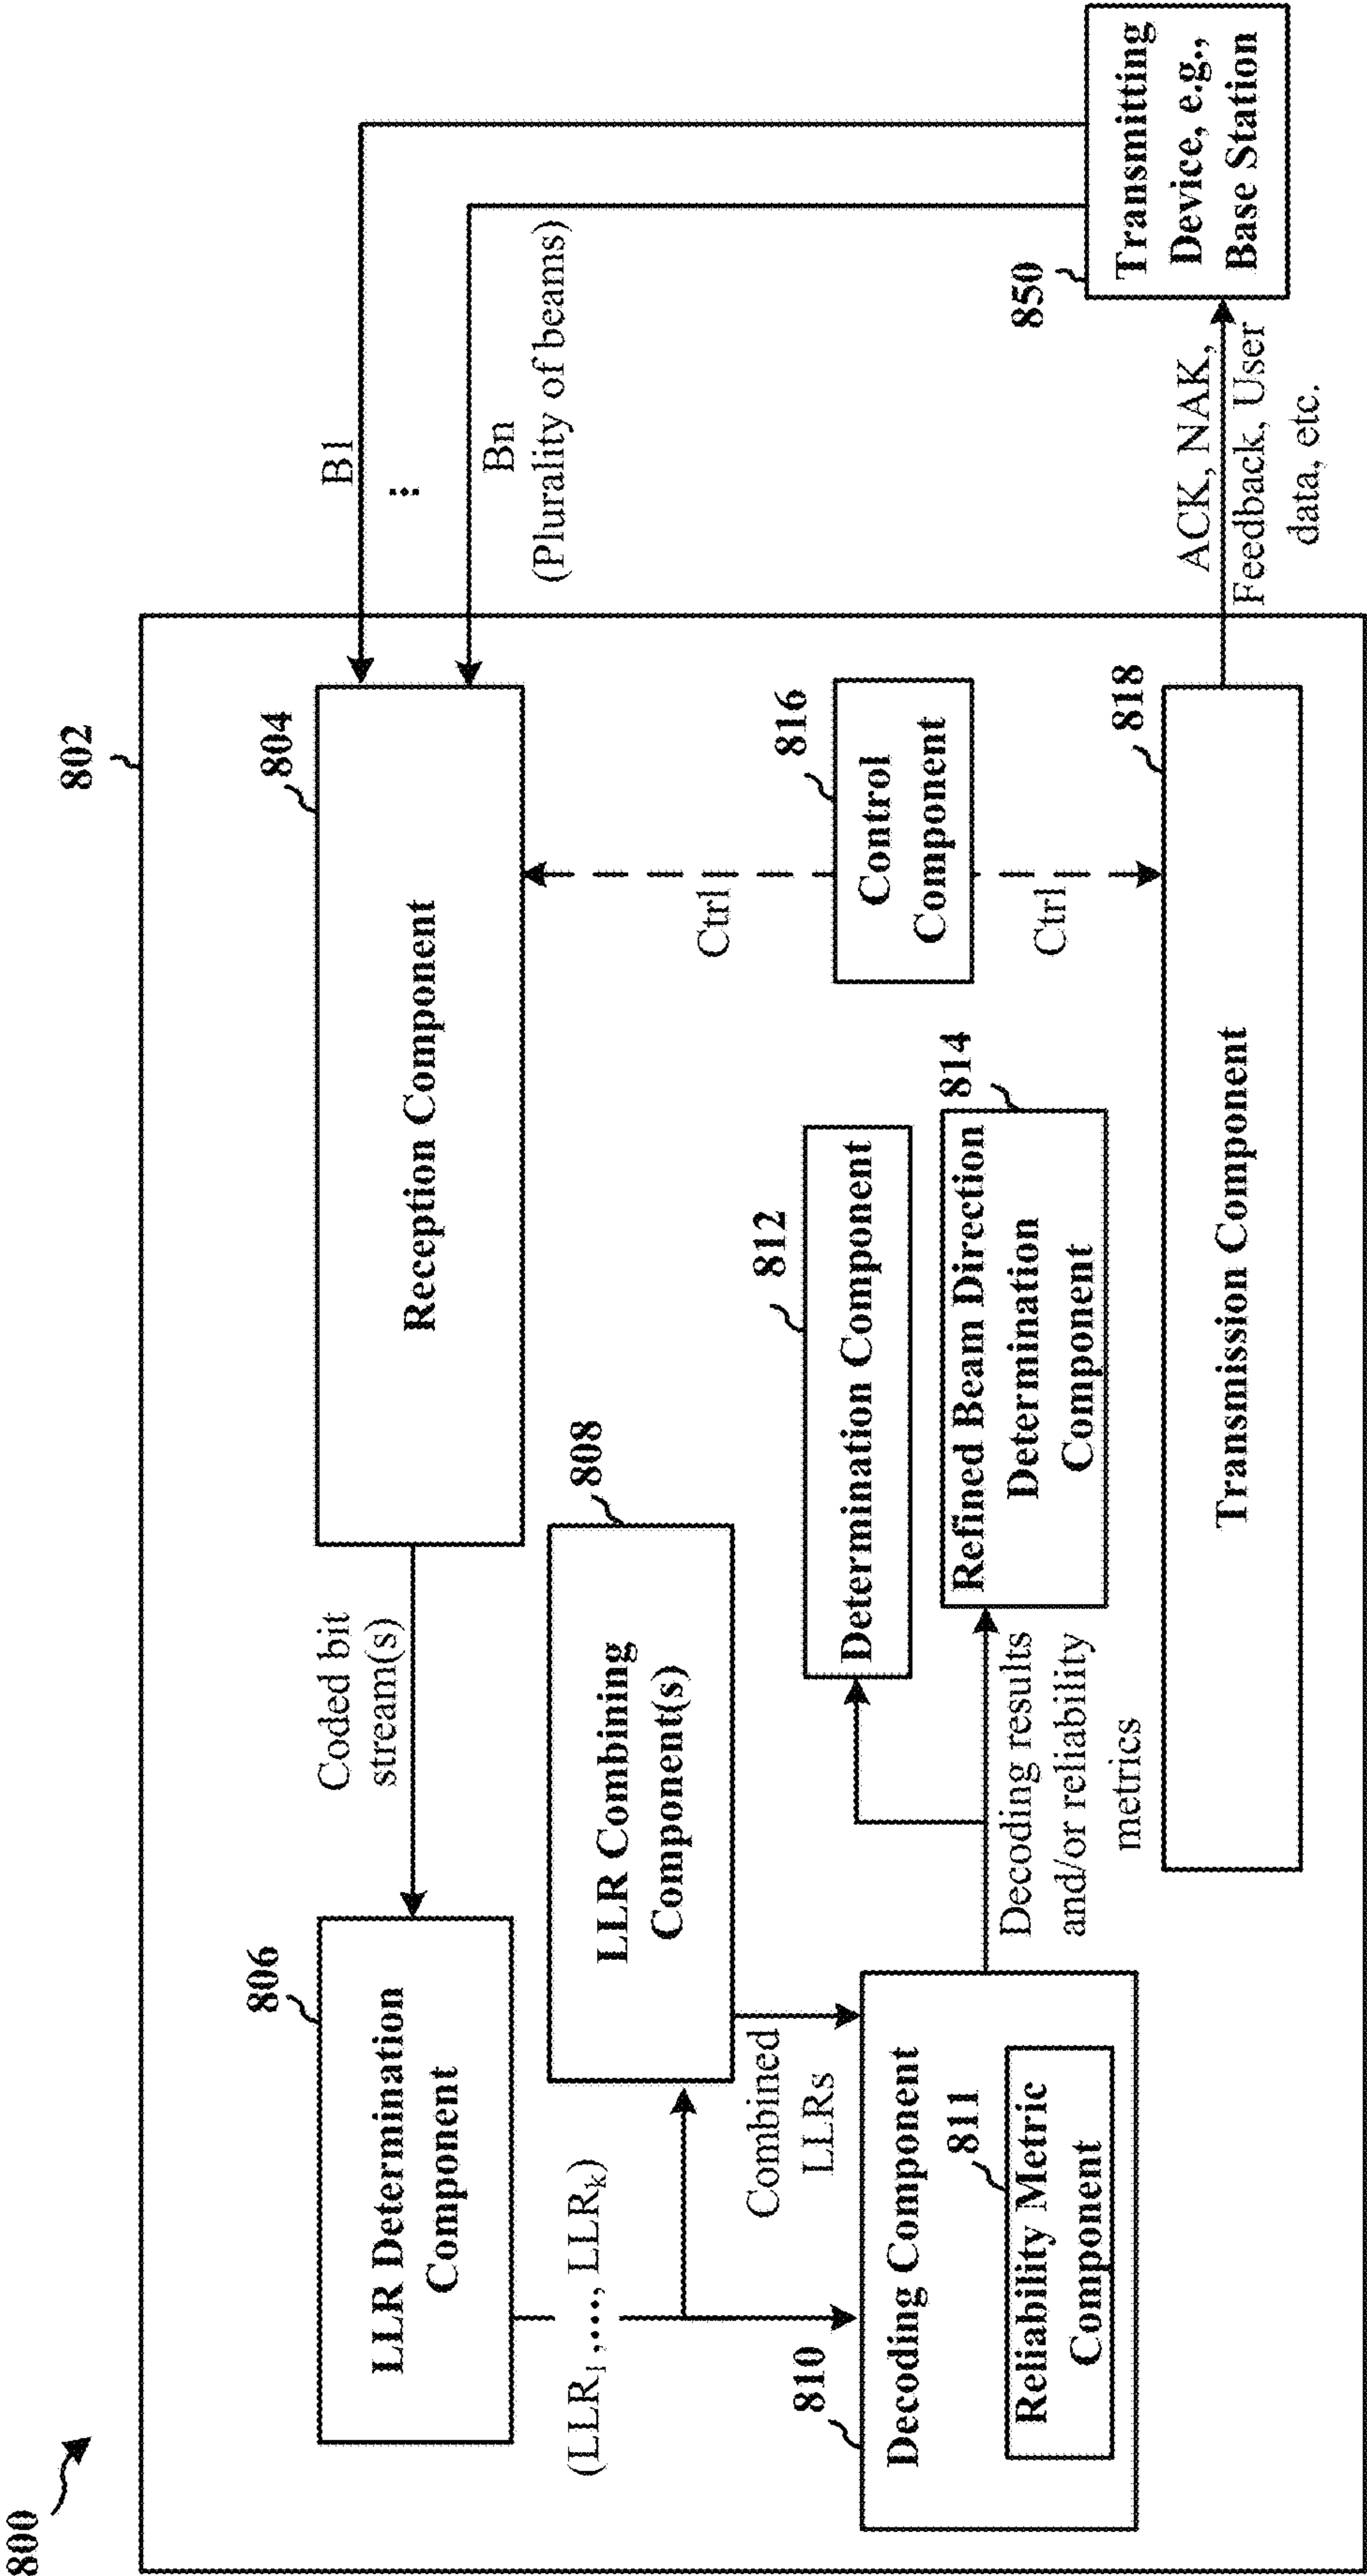 800
802
806
LLR Determination
Component
Coded bit
stream(s)
804
Reception Component
B1
...
Bn
(Plurality of beams)
(LLR1,..., LLRk)
808
LLR Combining
Component(s)
Combined
LLRs
810
Decoding Component
811
Reliability Metric
Component
Decoding results
and/or reliability
metrics
812
Determination Component
814
Refined Beam Direction
Determination
Component
Ctrl
816
Control
Component
Ctrl
818
Transmission Component
ACK, NAK,
Feedback, User
data, etc.
850
Transmitting
Device, e.g.,
Base Station